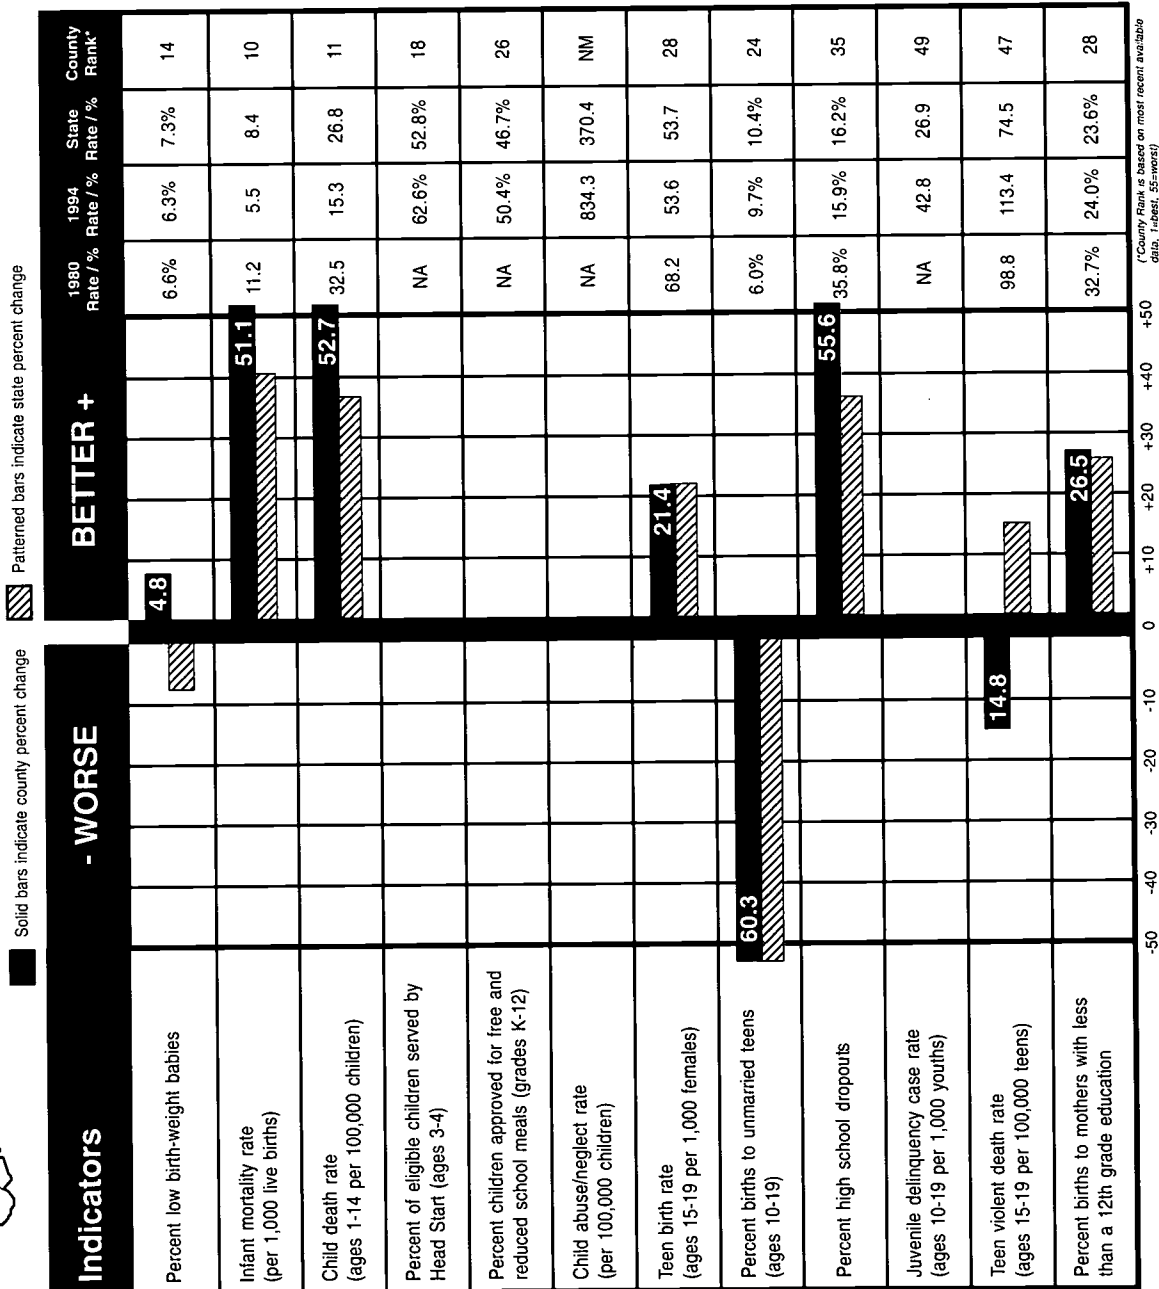 Solid bars indicate county percent change
Patterned bars indicate state percent change
Indicators
- WORSE
BETTER +
1980
Rate / %
1994
Rate / %
State
Rate / %
County
Rank*
Percent low birth-weight babies
4.8
6.6%
6.3%
7.3%
14
Infant mortality rate
(per 1,000 live births)
51.1
11.2
5.5
8.4
10
Child death rate
(ages 1-14 per 100,000 children)
52.7
32.5
15.3
26.8
11
Percent of eligible children served by
Head Start (ages 3-4)
NA
62.6%
52.8%
18
Percent children approved for free and
reduced school meals (grades K-12)
NA
50.4%
46.7%
26
Child abuse/neglect rate
(per 100,000 children)
NA
834.3
370.4
NM
Teen birth rate
(ages 15-19 per 1,000 females)
21.4
68.2
53.6
53.7
28
Percent births to unmarried teens
(ages 10-19)
60.3
6.0%
9.7%
10.4%
24
Percent high school dropouts
55.6
35.8%
15.9%
16.2%
35
Juvenile delinquency case rate
(ages 10-19 per 1,000 youths)
NA
42.8
26.9
49
Teen violent death rate
(ages 15-19 per 100,000 teens)
14.8
98.8
113.4
74.5
47
Percent births to mothers with less
than a 12th grade education
26.5
32.7%
24.0%
23.6%
28
-50
-40
-30
-20
-10
0
+10
+20
+30
+40
+50
(*County Rank is based on most recent available
data, 1=best, 55=worst)